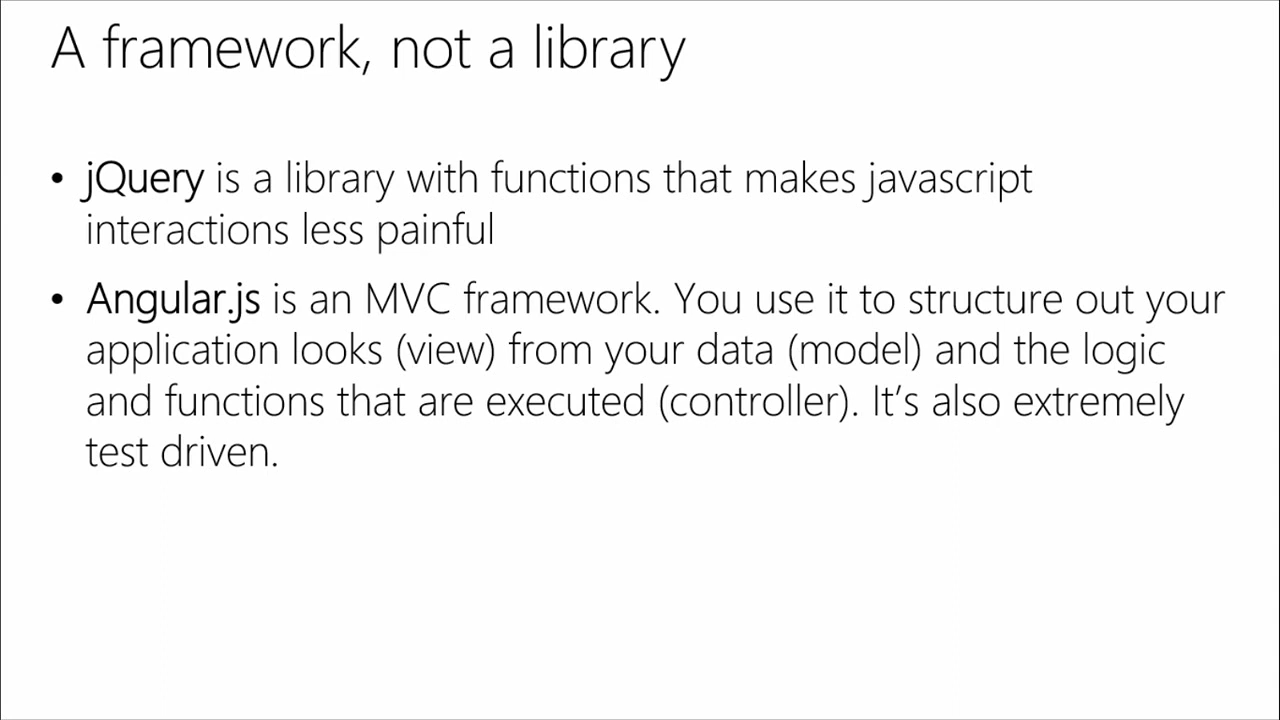 A framework, not a library
• jQuery is a library with functions that makes javascript
interactions less painful
• Angular.js is an MVC framework. You use it to structure out your
application looks (view) from your data (model) and the logic
and functions that are executed (controller). It’s also extremely
test driven.